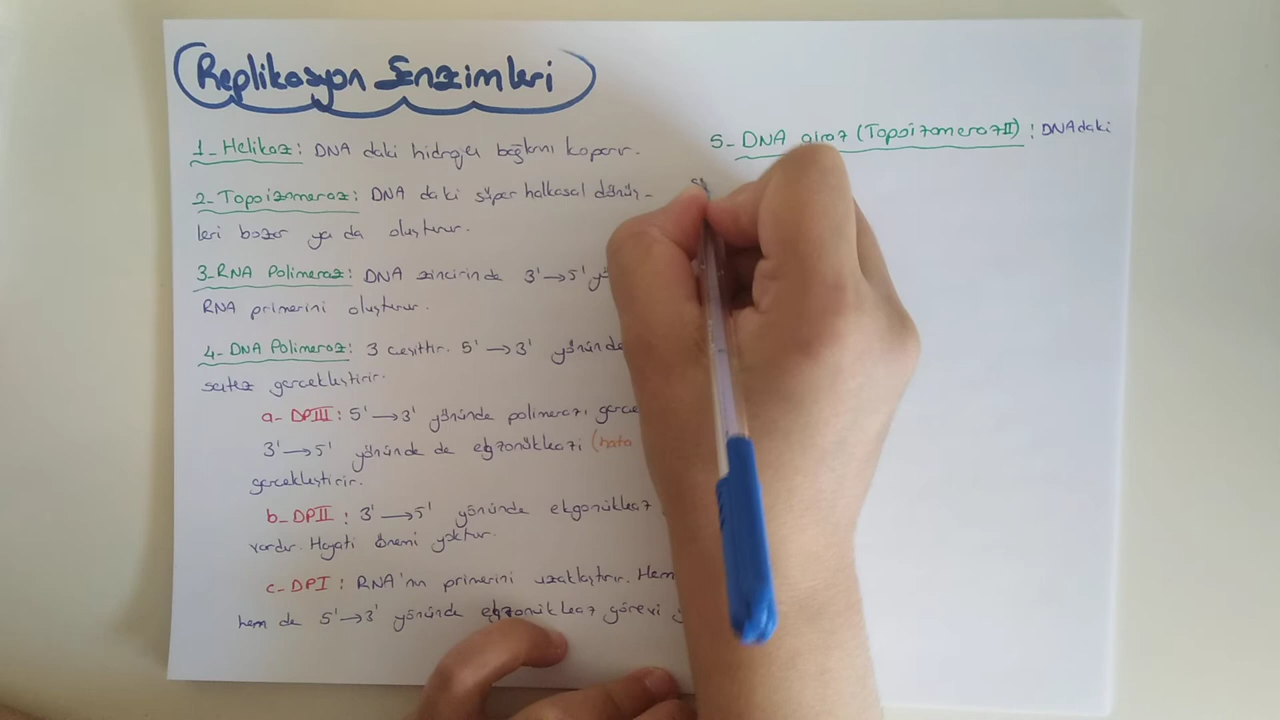 Replikasyon Enzimleri
1- Helikaz: DNA daki hidrojen bağlarını koparır.
2- Topoizomeraz: DNA daki süper halkasal dönüş-
leri bozar ya da oluşturur.
3- RNA Polimeraz: DNA zincirinde 3'→5'
RNA primerini oluşturur.
4- DNA Polimeraz: 3 çeşittir. 5'→3' yönünde
sentez gerçekleştirir.
a- DPIII: 5'→3' yönünde polimerazı
3'→5' yönünde de egzonükleazi (hata
gerçekleştirir.
b- DPII: 3'→5' yönünde ekzonükleaz
vardır. Hayati önemi yoktur.
c- DPI: RNA'nın primerini uzaklaştırır. Hem
hem de 5'→3' yönünde egzonükleaz görevi
5- DNA giraz (Topoizomeraz II): DNAdaki